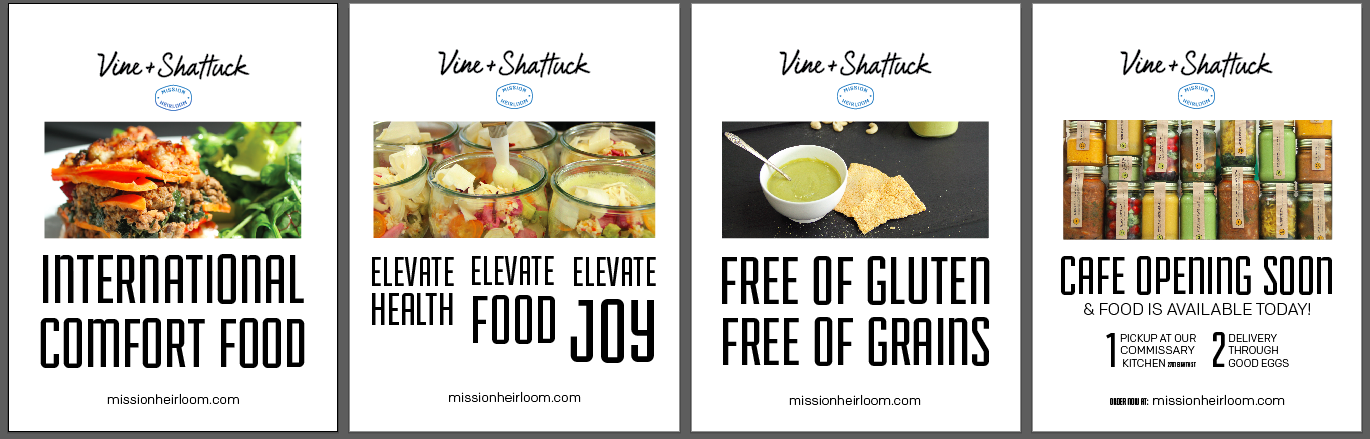 Vine + Shattuck
MISSION
HEIRLOOM
INTERNATIONAL
COMFORT FOOD
missionheirloom.com
Vine + Shattuck
MISSION
HEIRLOOM
ELEVATE
HEALTH
ELEVATE
FOOD
ELEVATE
JOY
missionheirloom.com
Vine + Shattuck
MISSION
HEIRLOOM
FREE OF GLUTEN
FREE OF GRAINS
missionheirloom.com
Vine + Shattuck
MISSION
HEIRLOOM
CAFE OPENING SOON
& FOOD IS AVAILABLE TODAY!
1 PICKUP AT OUR
COMMISSARY
KITCHEN
2 DELIVERY
THROUGH
GOOD EGGS
ORDER NOW AT: missionheirloom.com